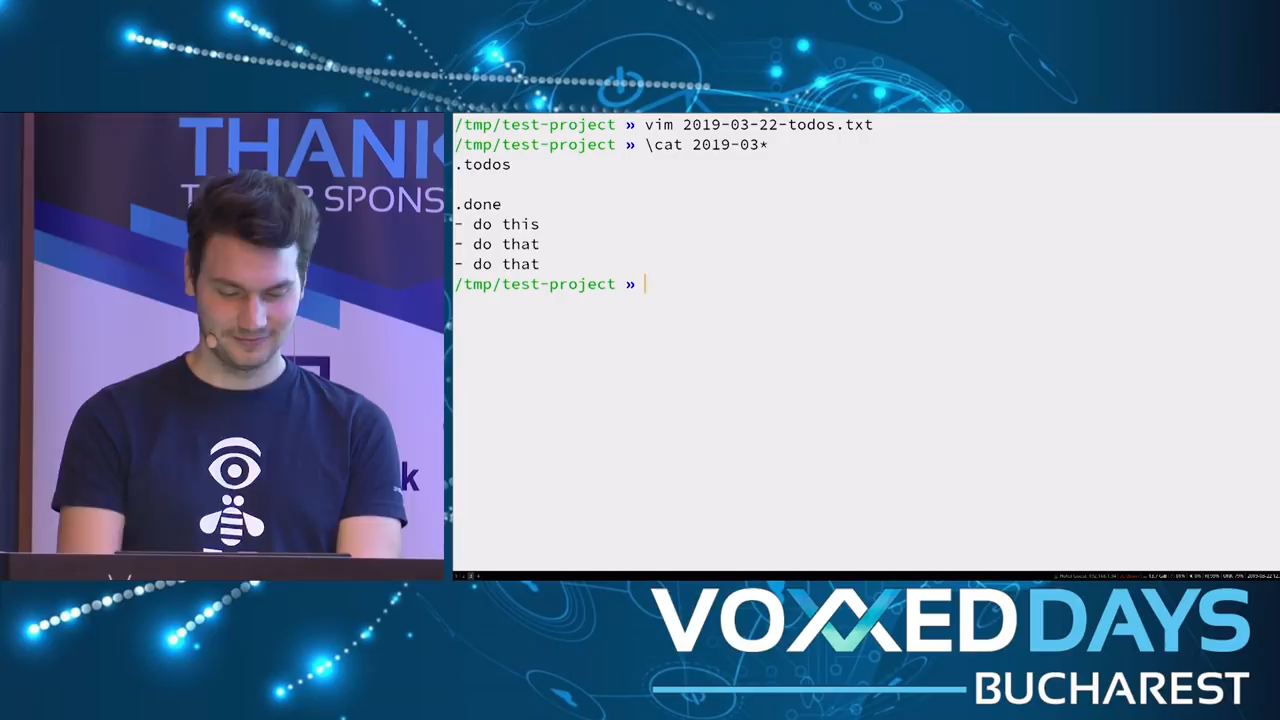 THANK
SPONS
k
/tmp/test-project » vim 2019-03-22-todos.txt
/tmp/test-project » \cat 2019-03*
.todos
.done
- do this
- do that
- do that
/tmp/test-project »
VOXXED DAYS
BUCHAREST